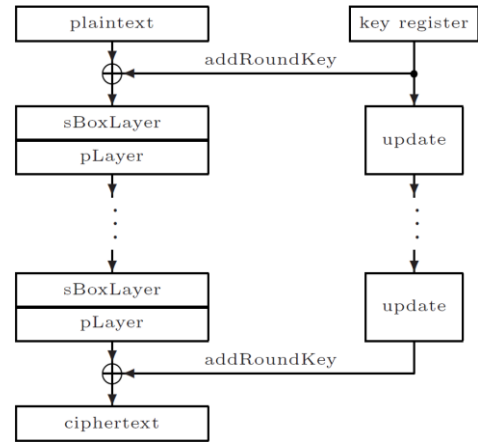 plaintext
key register
addRoundKey
sBoxLayer
pLayer
update
sBoxLayer
pLayer
update
addRoundKey
ciphertext